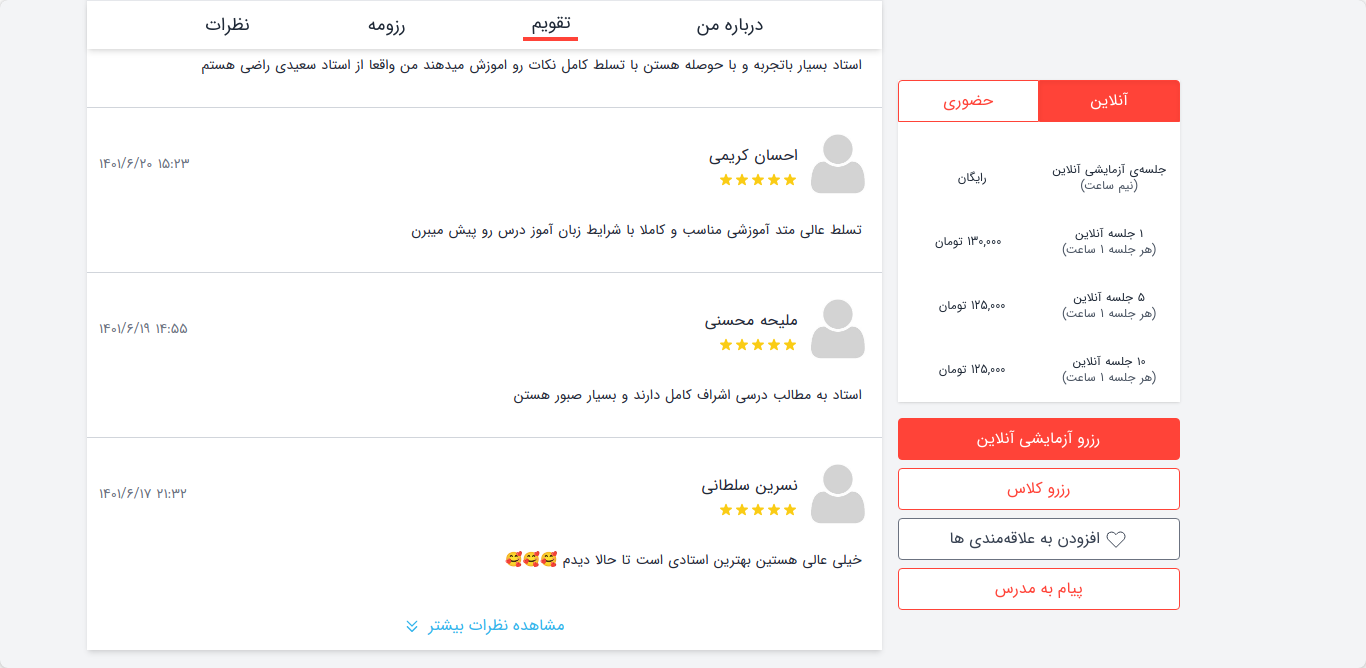 درباره من
تقویم
رزومه
نظرات
استاد بسیار باتجربه و با حوصله هستن با تسلط کامل نکات رو اموزش میدهند من واقعا از استاد سعیدی راضی هستم
احسان کریمی
۱۴۰۱/۶/۲۰ ۱۵:۲۳
تسلط عالی متد آموزشی مناسب و کاملا با شرایط زبان آموز درس رو پیش میبرن
ملیحه محسنی
۱۴۰۱/۶/۱۹ ۱۴:۵۵
استاد به مطالب درسی اشراف کامل دارند و بسیار صبور هستن
نسرین سلطانی
۱۴۰۱/۶/۱۷ ۲۱:۳۲
خیلی عالی هستین بهترین استادی است تا حالا دیدم 🥰🥰🥰
مشاهده نظرات بیشتر
آنلاین
حضوری
جلسه‌ی آزمایشی آنلاین
(نیم ساعت)
رایگان
۱ جلسه آنلاین
(هر جلسه ۱ ساعت)
۱۳۰,۰۰۰ تومان
۵ جلسه آنلاین
(هر جلسه ۱ ساعت)
۱۲۵,۰۰۰ تومان
۱۰ جلسه آنلاین
(هر جلسه ۱ ساعت)
۱۲۵,۰۰۰ تومان
رزرو آزمایشی آنلاین
رزرو کلاس
افزودن به علاقه‌مندی ها
پیام به مدرس